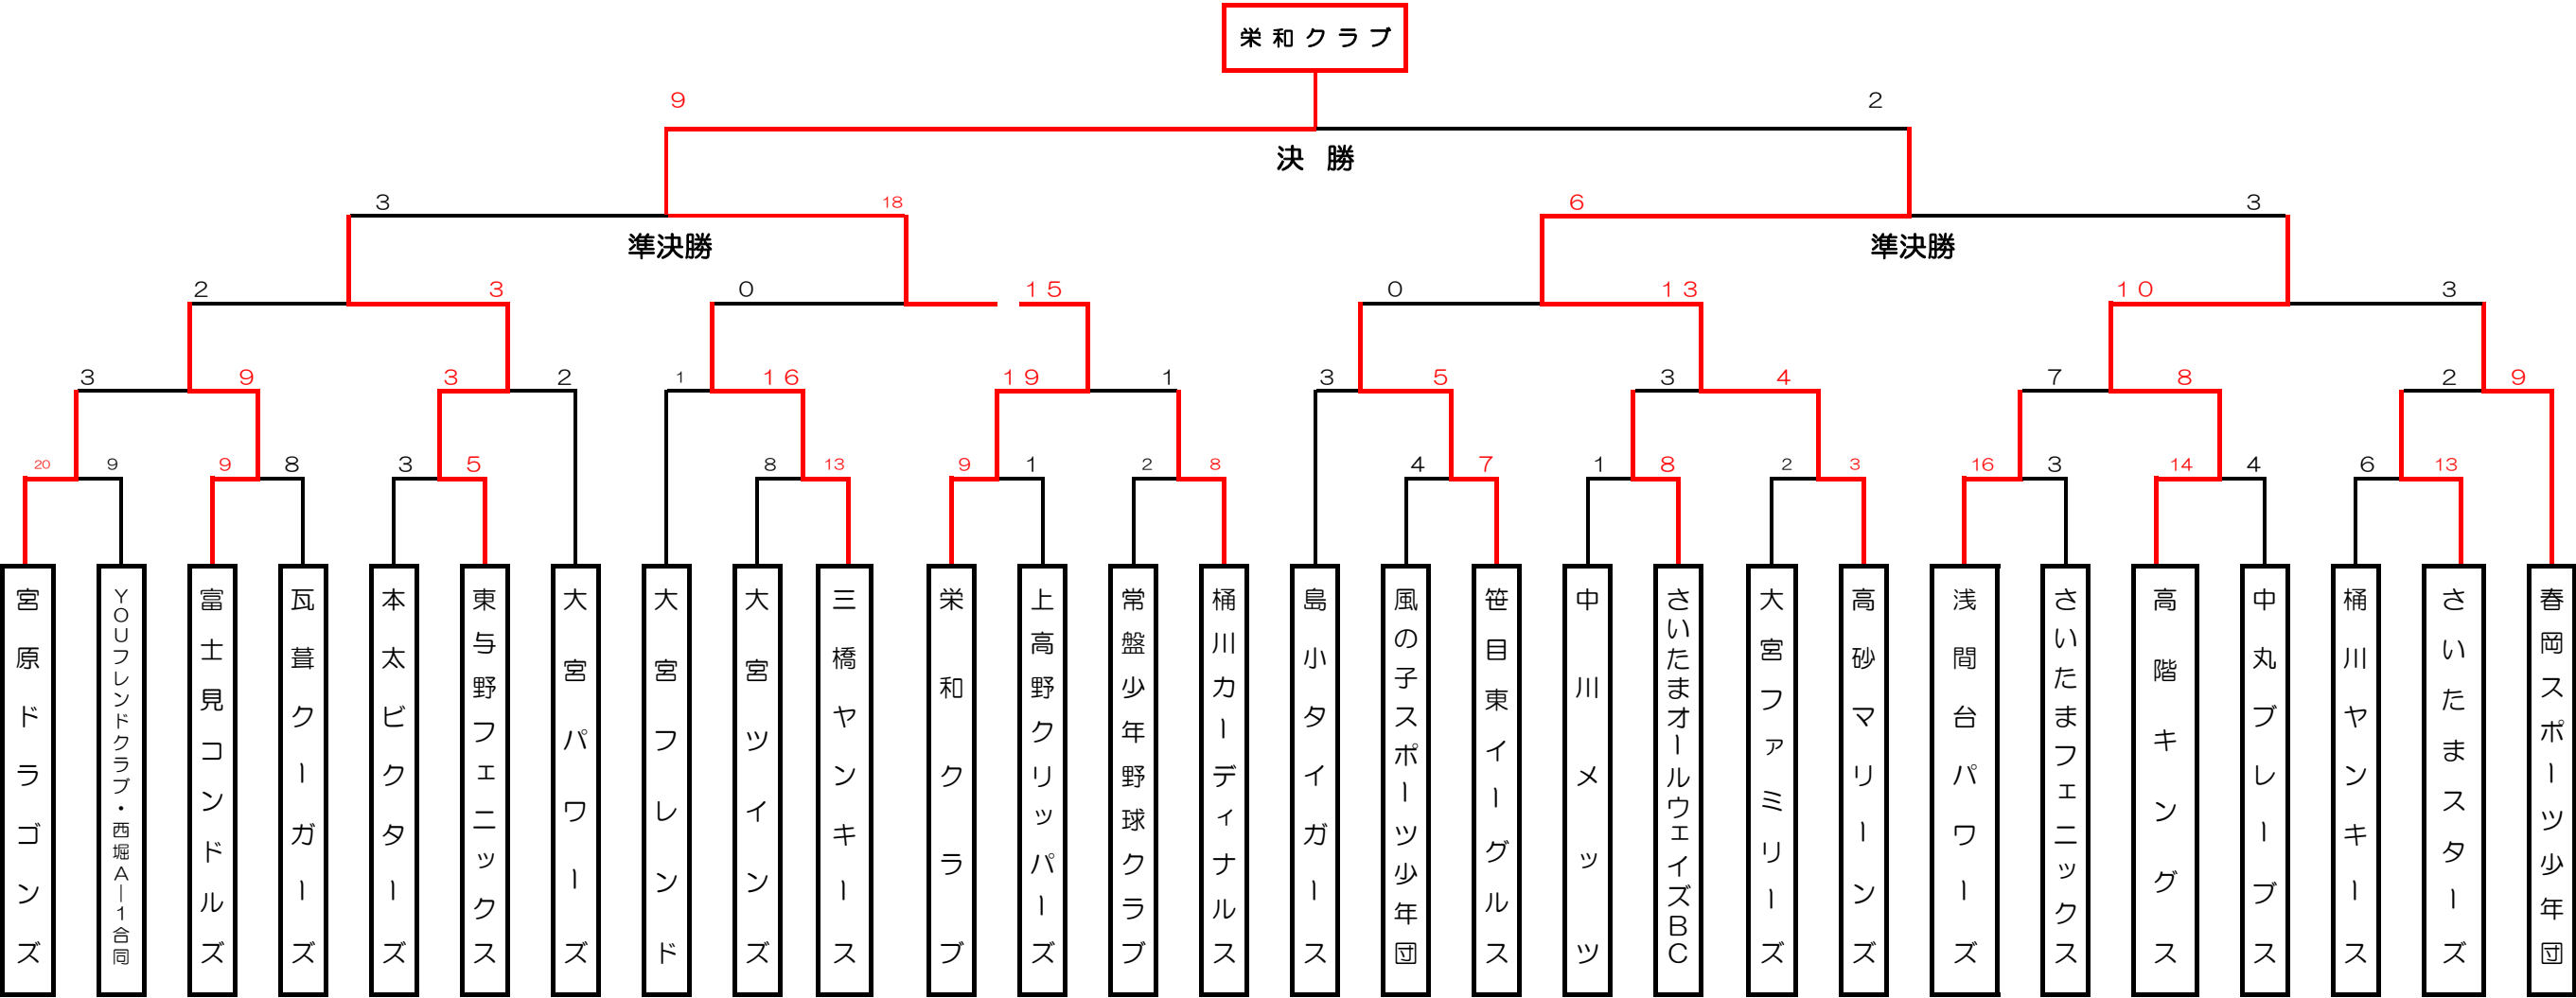 栄和クラブ
9 2
決 勝
3 18 6 3
準決勝 準決勝
2 3 0 15 0 13 10 3
3 9 3 2 1 16 19 1 3 5 3 4 7 8 2 9
20 9 9 8 3 5 8 13 9 1 2 8 4 7 1 8 2 3 16 3 14 4 6 13
宮原ドラゴンズ
YOUフレンドクラブ・西堀A―1合同
富士見コンドルズ
瓦葺クーガーズ
本太ビクターズ
東与野フェニックス
大宮パワーズ
大宮フレンド
大宮ツインズ
三橋ヤンキース
栄和クラブ
上高野クリッパーズ
常盤少年野球クラブ
桶川カーディナルス
島小タイガース
風の子スポーツ少年団
笹目東イーグルス
中川メッツ
さいたまオールウェイズBC
大宮ファミリーズ
高砂マリーンズ
浅間台パワーズ
さいたまフェニックス
高階キングス
中丸ブレーブス
桶川ヤンキース
さいたまスターズ
春岡スポーツ少年団